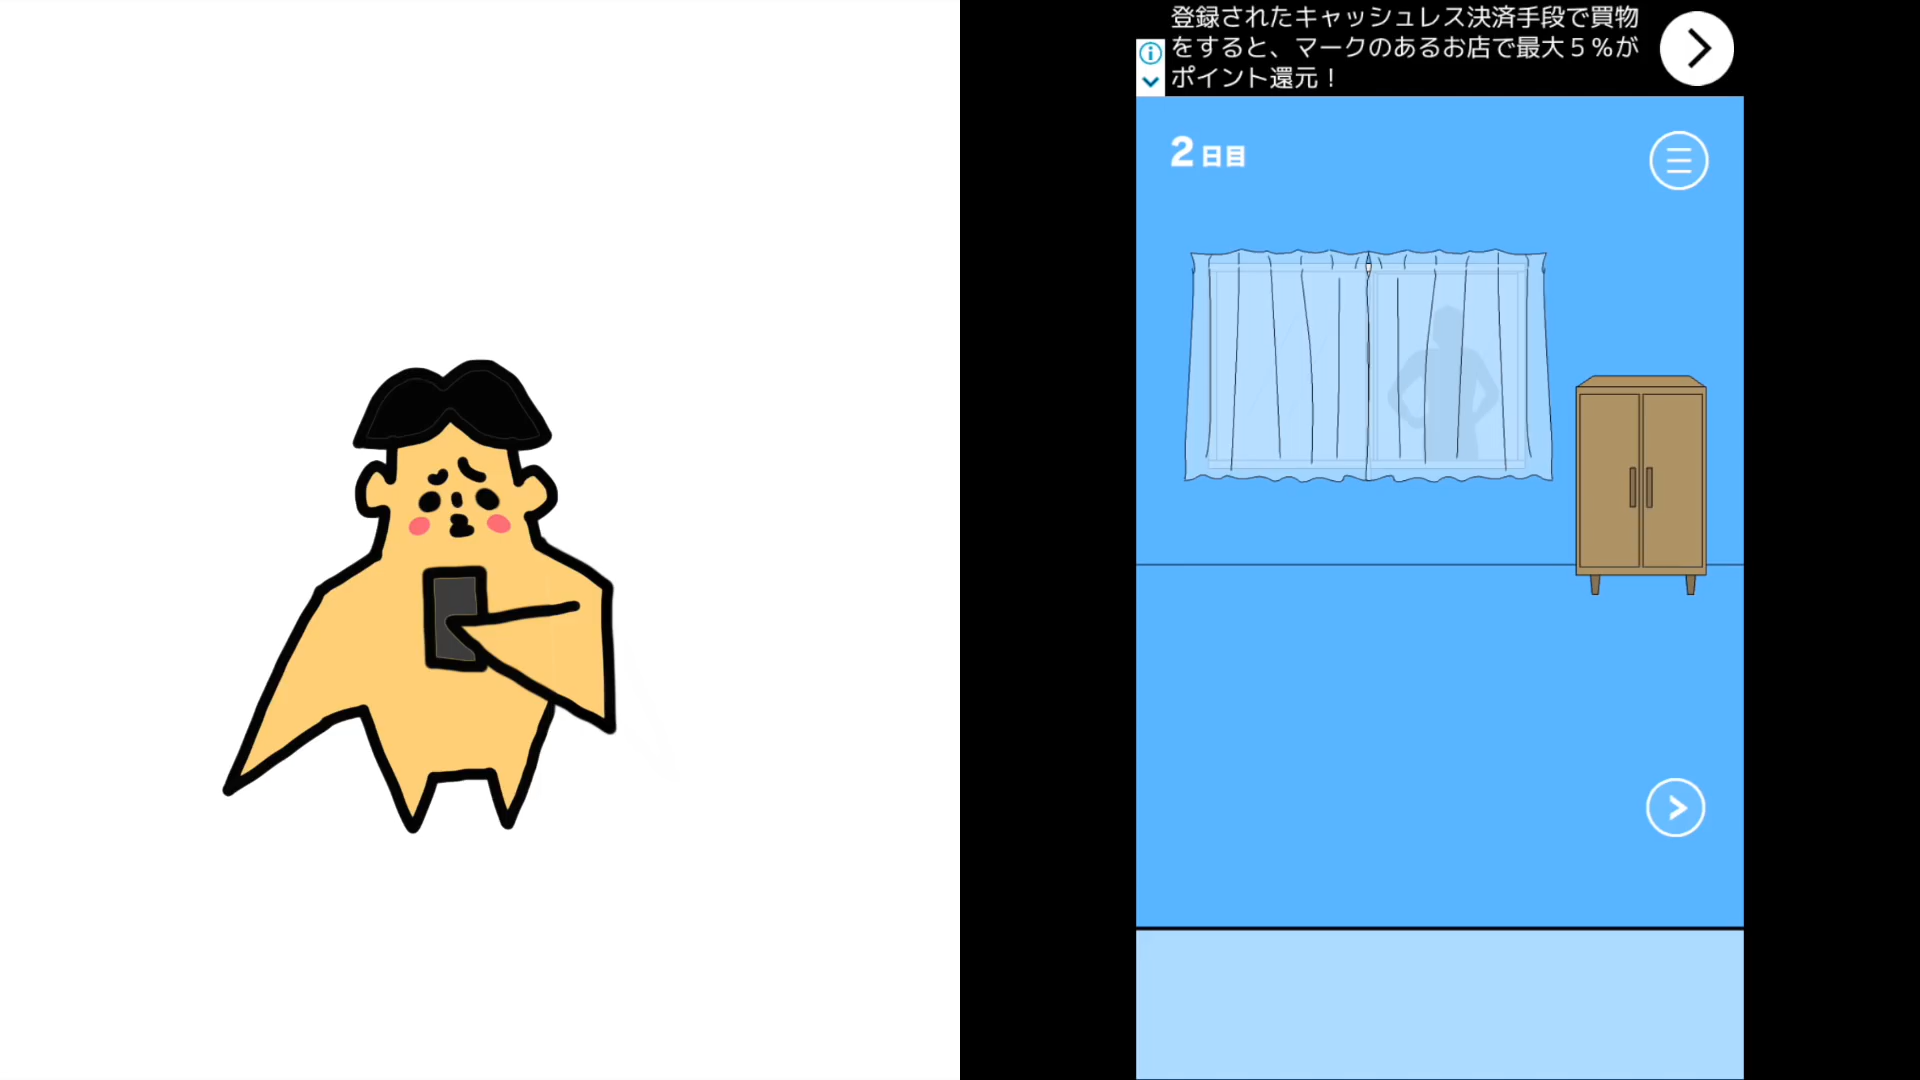 登録されたキャッシュレス決済手段で買物
をすると、マークのあるお店で最大５％が
ポイント還元！
2日目